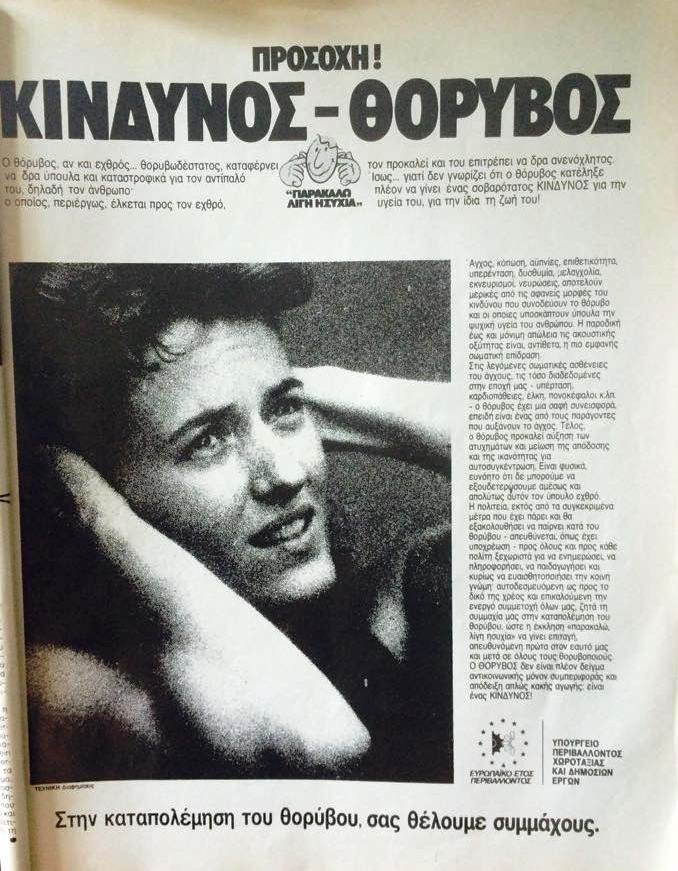 ΠΡΟΣΟΧΗ!
ΚΙΝΔΥΝΟΣ - ΘΟΡΥΒΟΣ
Ο θόρυβος, αν και εχθρός... θορυβωδέστατος, καταφέρνει
να δρα ύπουλα και καταστροφικά για τον αντίπαλό
του, δηλαδή τον άνθρωπο·
ο οποίος, περιέργως, έλκεται προς τον εχθρό,
"ΠΑΡΑΚΑΛΩ
ΛΙΓΗ ΗΣΥΧΙΑ"
τον προκαλεί και του επιτρέπει να δρα ανενόχλητος.
Ίσως... γιατί δεν γνωρίζει ότι ο θόρυβος κατέληξε
πλέον να γίνει ένας σοβαρότατος ΚΙΝΔΥΝΟΣ για την
υγεία του, για την ίδια τη ζωή του!
Άγχος, κόπωση, αϋπνίες, επιθετικότητα,
υπερένταση, δυσθυμία, μελαγχολία,
εκνευρισμοί, νευρώσεις, αποτελούν
μερικές από τις αφανείς μορφές του
κινδύνου που συνοδεύουν το θόρυβο
και οι οποίες υποσκάπτουν ύπουλα την
ψυχική υγεία του ανθρώπου. Η παροδική
έως και μόνιμη απώλεια τις ακουστικής
οξύτητας είναι, αντίθετα, η πιο εμφανης
σωματική επίδραση.
Στις λεγόμενες σωματικές ασθένειες
του άγχους, τις τόσο διαδεδομένες
στην εποχή μας - υπέρταση,
καρδιοπάθειες, έλκη, πονοκέφαλοι κ.λπ.
- ο θόρυβος έχει μια σαφή συνεισφορά,
επειδή είναι ένας από τους παράγοντες
που αυξάνουν το άγχος. Τέλος,
ο θόρυβος προκαλεί αύξηση των
ατυχημάτων και μείωση της απόδοσης
και της ικανότητας για
αυτοσυγκέντρωση. Είναι φυσικά,
ευνόητο ότι δε μπορούμε να
εξουδετερώσουμε αμέσως και
απολύτως αυτόν τον ύπουλο εχθρό.
Η πολιτεία, εκτός από τα συγκεκριμένα
μέτρα που έχει πάρει και θα
εξακολουθήσει να παίρνει κατά του
θορύβου - απευθύνεται, όπως έχει
υποχρέωση - προς όλους και προς κάθε
πολίτη ξεχωριστά για να ενημερώσει, να
πληροφορήσει, να παιδαγωγήσει και
κυρίως να ευαισθητοποιήσει την κοινή
γνώμη· αυτοδεσμευόμενη ως προς το
δικό της χρέος και επικαλούμενη την
ενεργό συμμετοχή όλων μας, ζητά τη
συμμαχία μας στην καταπολέμηση του
θορύβου, ώστε η έκκληση «παρακαλώ,
λίγη ησυχία» να γίνει επιταγή,
απευθυνόμενη πρώτα στον εαυτό μας
και μετά σε όλους τους θορυβοποιούς.
Ο ΘΟΡΥΒΟΣ δεν είναι πλέον δείγμα
αντικοινωνικής μόνον συμπεριφοράς και
απόδειξη απλώς κακής αγωγής· είναι
ένας ΚΙΝΔΥΝΟΣ!
ΕΥΡΩΠΑΪΚΟ ΕΤΟΣ
ΠΕΡΙΒΑΛΛΟΝΤΟΣ
ΥΠΟΥΡΓΕΙΟ
ΠΕΡΙΒΑΛΛΟΝΤΟΣ
ΧΩΡΟΤΑΞΙΑΣ
ΚΑΙ ΔΗΜΟΣΙΩΝ
ΕΡΓΩΝ
ΤΕΧΝΙΚΗ Διαφημίσεις
Στην καταπολέμηση του θορύβου, σας θέλουμε συμμάχους.